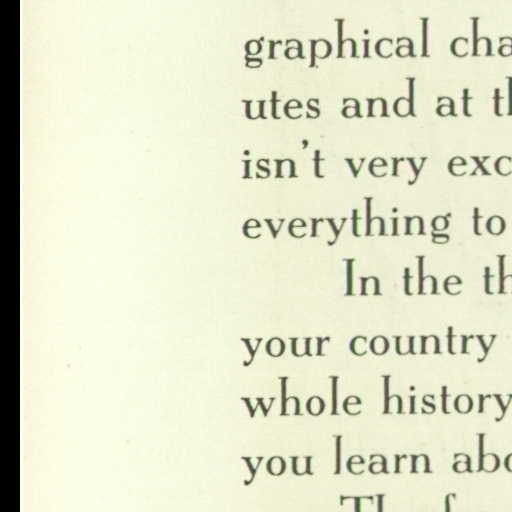 graphical cha
utes and at th
isn't very exc
everything to
In the th
your country
whole history
you learn abo